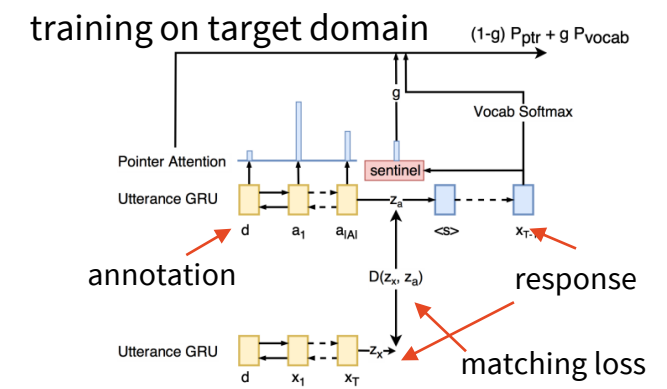 training on target domain
(1-g) Pptr + g Pvocab
g
Vocab Softmax
Pointer Attention
sentinel
Utterance GRU
za
d a1 a|A| <s> xT-1
annotation
D(zx, za)
response
Utterance GRU
zx
matching loss
d x1 xT